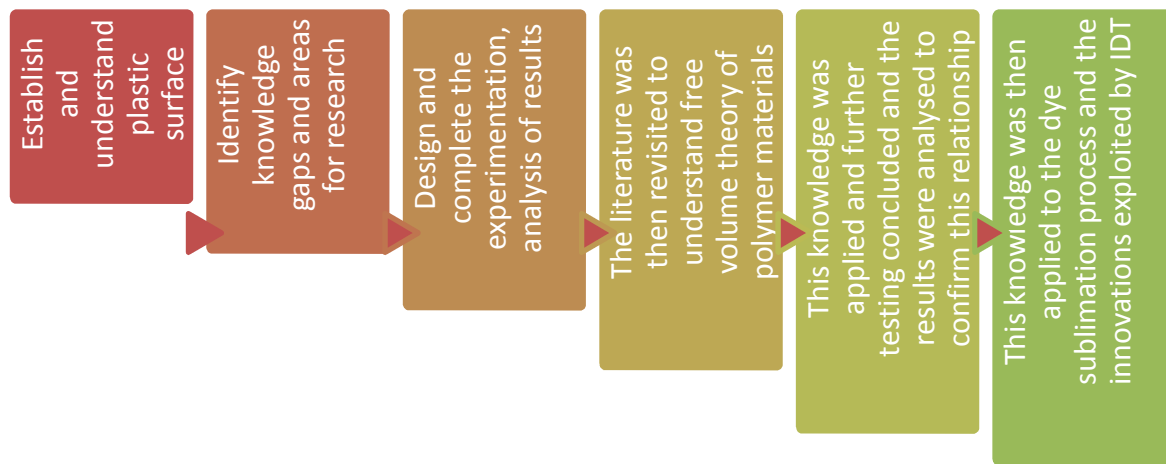 Establish
and
understand
plastic
surface
Identify
knowledge
gaps and areas
for research
Design and
complete the
experimentation,
analysis of results
The literature was
then revisited to
understand free
volume theory of
polymer materials
This knowledge was
applied and further
testing concluded and the
results were analysed to
confirm this relationship
This knowledge was then
applied to the dye
sublimation process and the
innovations exploited by IDT